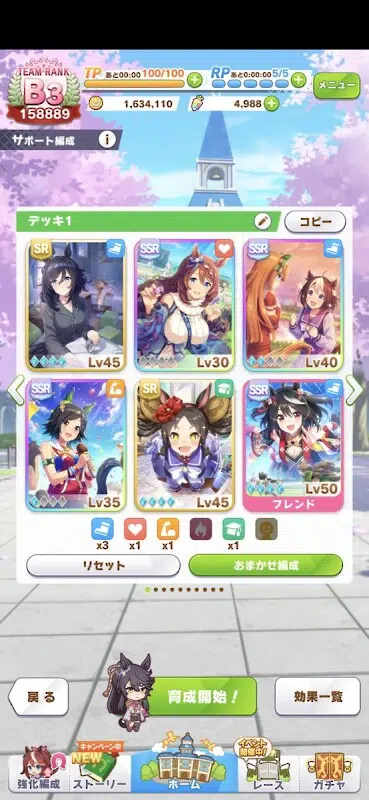 TEAM RANK
B3
158889
TP あと00:00 100/100
RP あと0:00:00 5/5
メニュー
1,634,110
4,988
サポート編成
i
デッキ1
コピー
SR
Lv45
SSR
Lv30
SSR
Lv40
SSR
Lv35
SR
Lv45
SSR
Lv50
フレンド
x3
x1
x1
x1
リセット
おまかせ編成
戻る
育成開始!
効果一覧
強化編成
キャンペーン中
NEW
ストーリー
ホーム
イベント
開催中!
レース
ガチャ